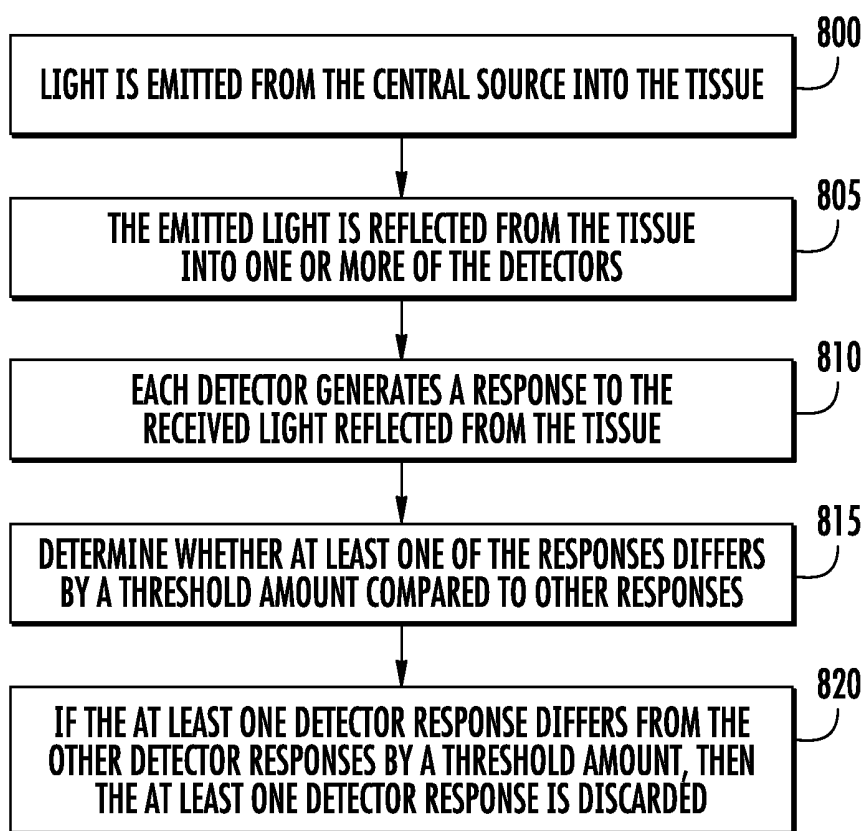 800
LIGHT IS EMITTED FROM THE CENTRAL SOURCE INTO THE TISSUE
805
THE EMITTED LIGHT IS REFLECTED FROM THE TISSUE
INTO ONE OR MORE OF THE DETECTORS
810
EACH DETECTOR GENERATES A RESPONSE TO THE
RECEIVED LIGHT REFLECTED FROM THE TISSUE
815
DETERMINE WHETHER AT LEAST ONE OF THE RESPONSES DIFFERS
BY A THRESHOLD AMOUNT COMPARED TO OTHER RESPONSES
820
IF THE AT LEAST ONE DETECTOR RESPONSE DIFFERS FROM THE
OTHER DETECTOR RESPONSES BY A THRESHOLD AMOUNT, THEN
THE AT LEAST ONE DETECTOR RESPONSE IS DISCARDED